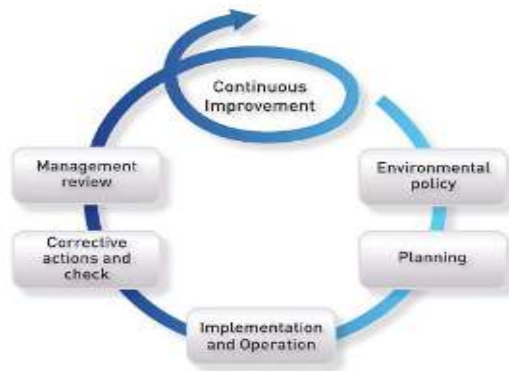 Continuous
Improvement
Management
review
Environmental
policy
Corrective
actions and
check
Planning
Implementation
and Operation